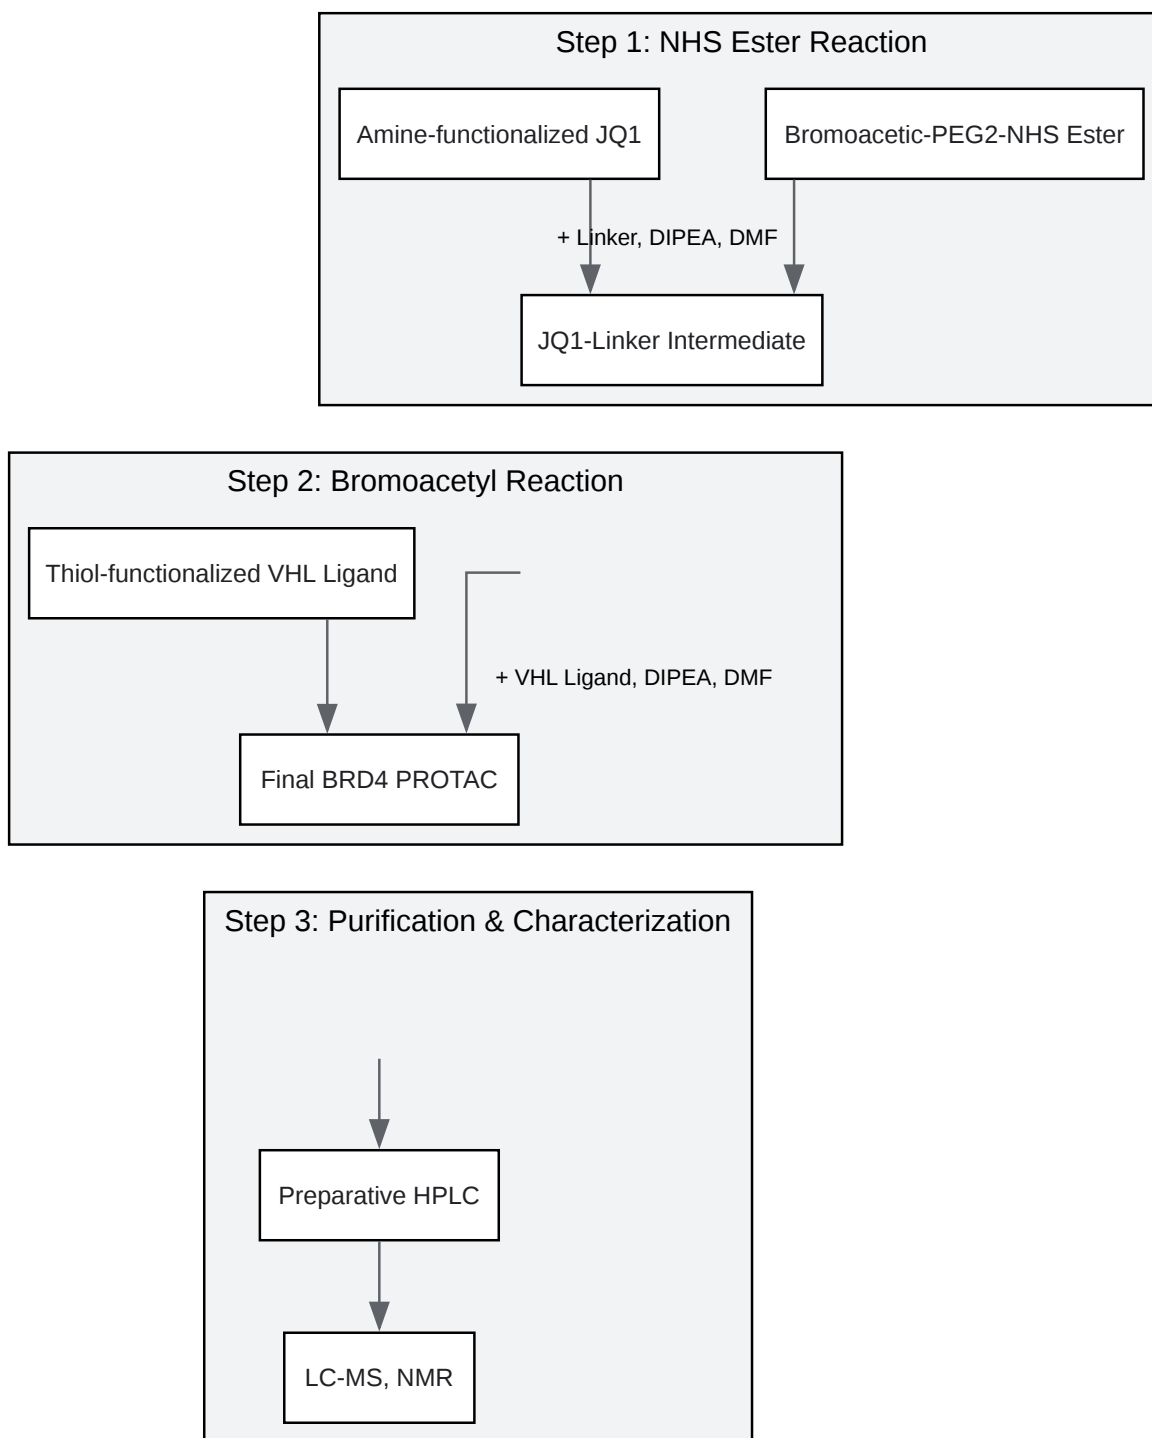 Step 1: NHS Ester Reaction
Amine-functionalized JQ1
Bromoacetic-PEG2-NHS Ester
+ Linker, DIPEA, DMF
JQ1-Linker Intermediate
Step 2: Bromoacetyl Reaction
Thiol-functionalized VHL Ligand
+ VHL Ligand, DIPEA, DMF
Final BRD4 PROTAC
Step 3: Purification & Characterization
Preparative HPLC
LC-MS, NMR